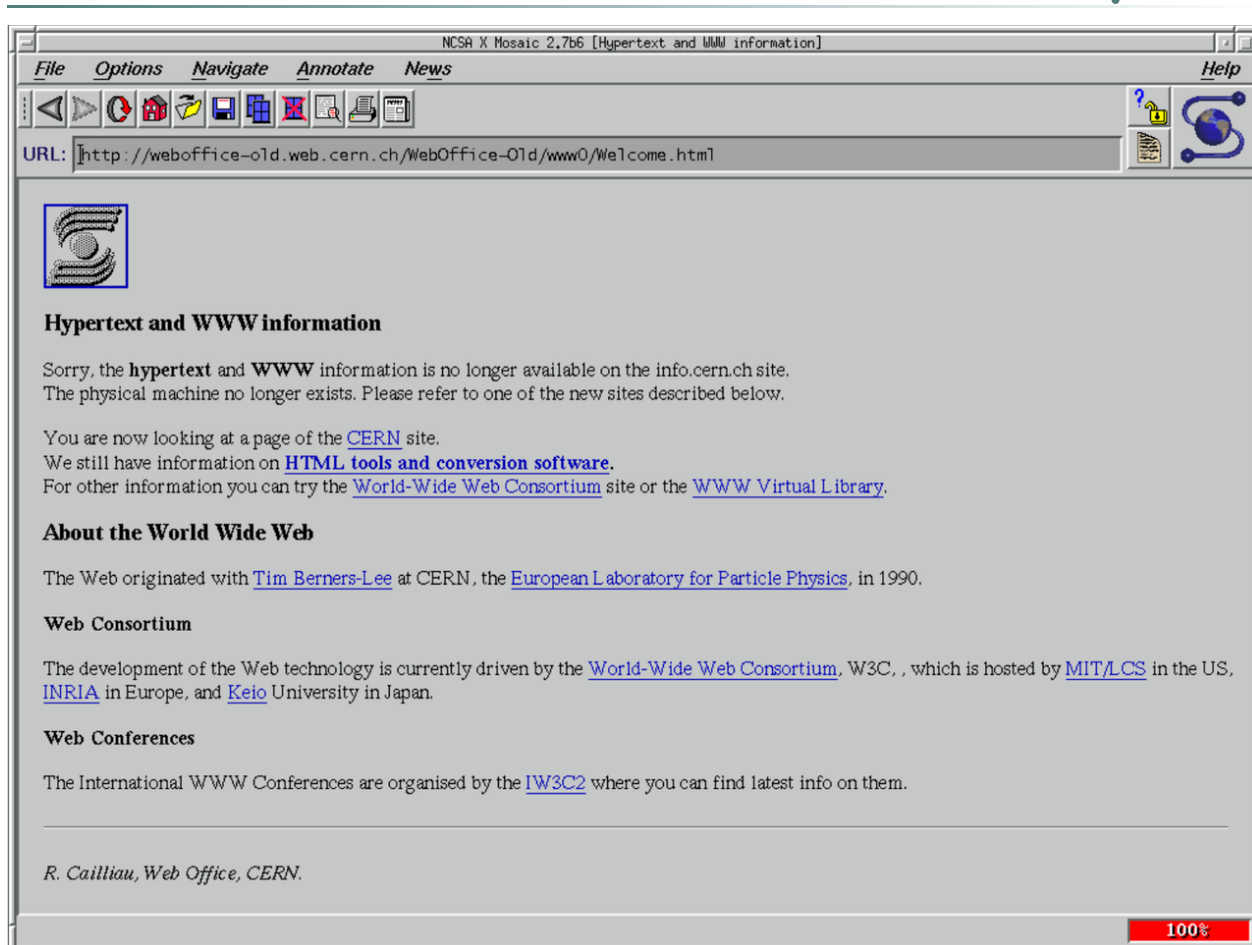 NCSA X Mosaic 2.7b6 [Hypertext and WWW information]
File Options Navigate Annotate News Help
URL: http://weboffice-old.web.cern.ch/WebOffice-Old/www0/Welcome.html
Hypertext and WWW information
Sorry, the hypertext and WWW information is no longer available on the info.cern.ch site.
The physical machine no longer exists. Please refer to one of the new sites described below.
You are now looking at a page of the CERN site.
We still have information on HTML tools and conversion software.
For other information you can try the World-Wide Web Consortium site or the WWW Virtual Library.
About the World Wide Web
The Web originated with Tim Berners-Lee at CERN, the European Laboratory for Particle Physics, in 1990.
Web Consortium
The development of the Web technology is currently driven by the World-Wide Web Consortium, W3C, , which is hosted by MIT/LCS in the US,
INRIA in Europe, and Keio University in Japan.
Web Conferences
The International WWW Conferences are organised by the IW3C2 where you can find latest info on them.
R. Cailliau, Web Office, CERN.
100%